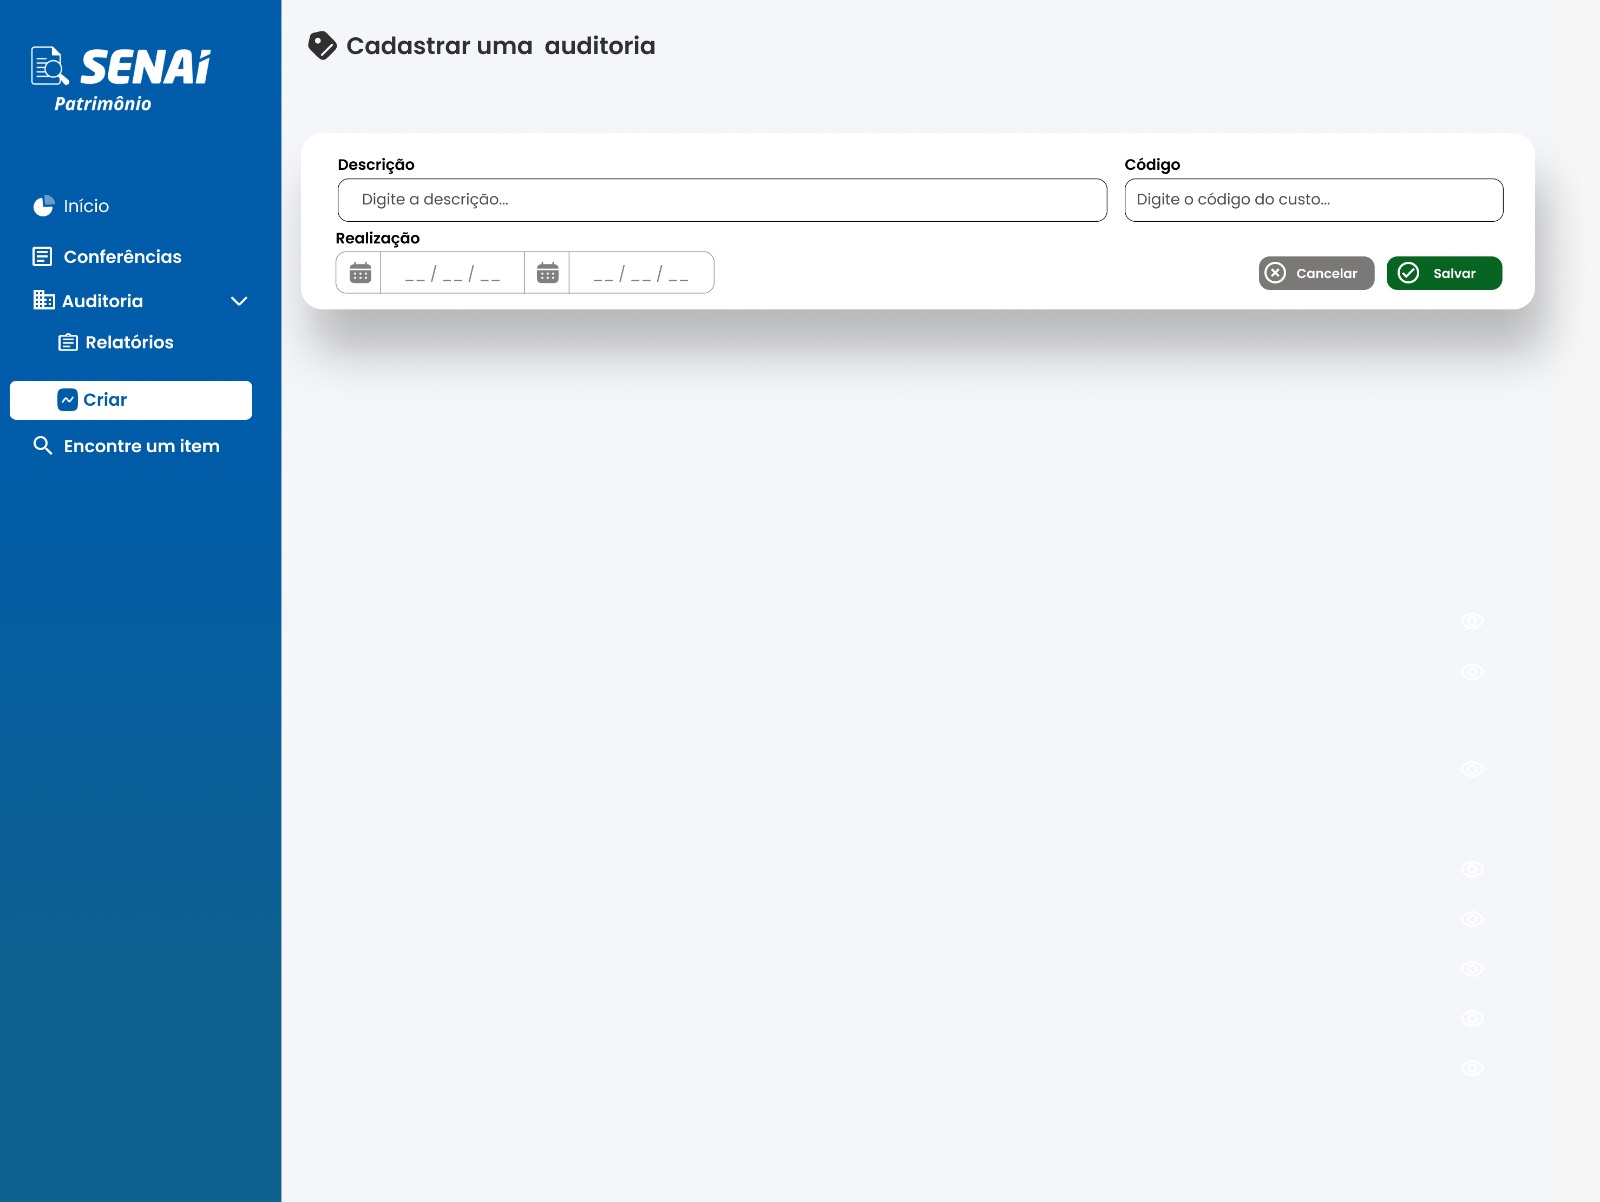 SENAI
Patrimônio
Início
Conferências
Auditoria
Relatórios
Criar
Encontre um item
Cadastrar uma  auditoria
Descrição
Código
Digite a descrição...
Digite o código do custo...
Realização
__ / __ / __
__ / __ / __
Cancelar
Salvar